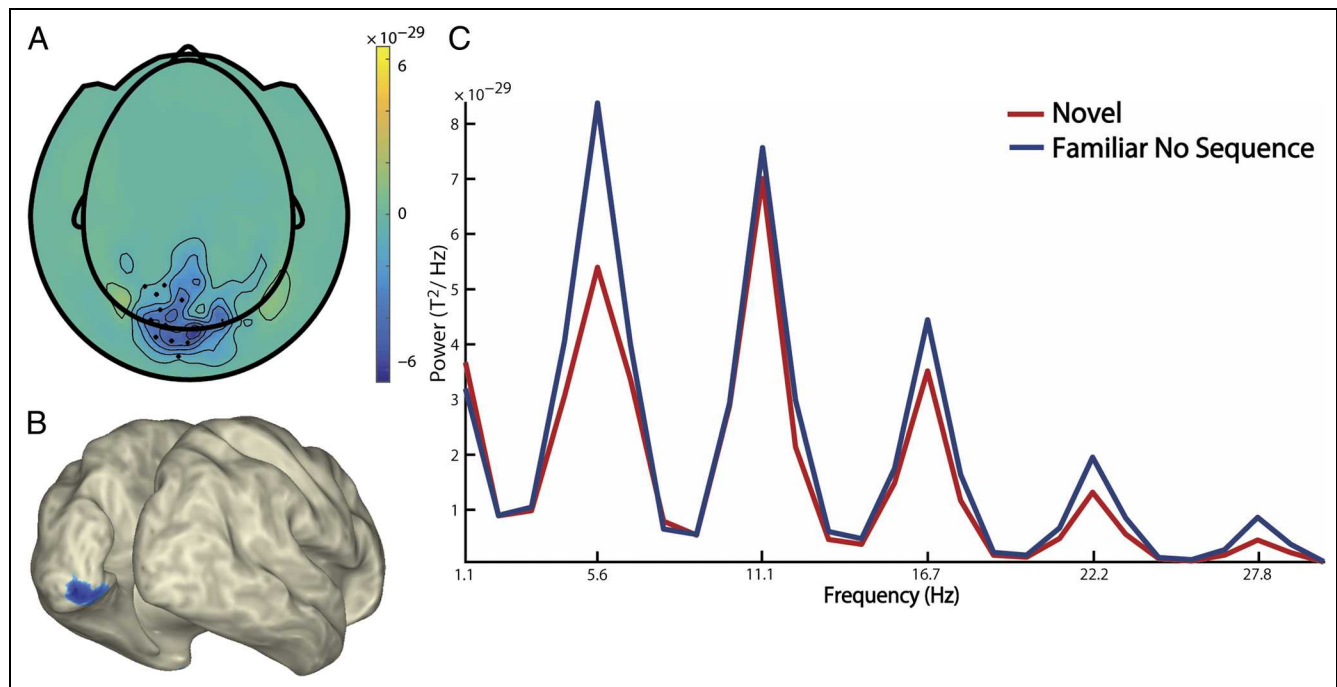 A
×10⁻²⁹
6
0
−6
B
C
×10⁻²⁹
8
7
6
5
4
3
2
1
Power (T²/ Hz)
Novel
Familiar No Sequence
1.1 5.6 11.1 16.7 22.2 27.8
Frequency (Hz)